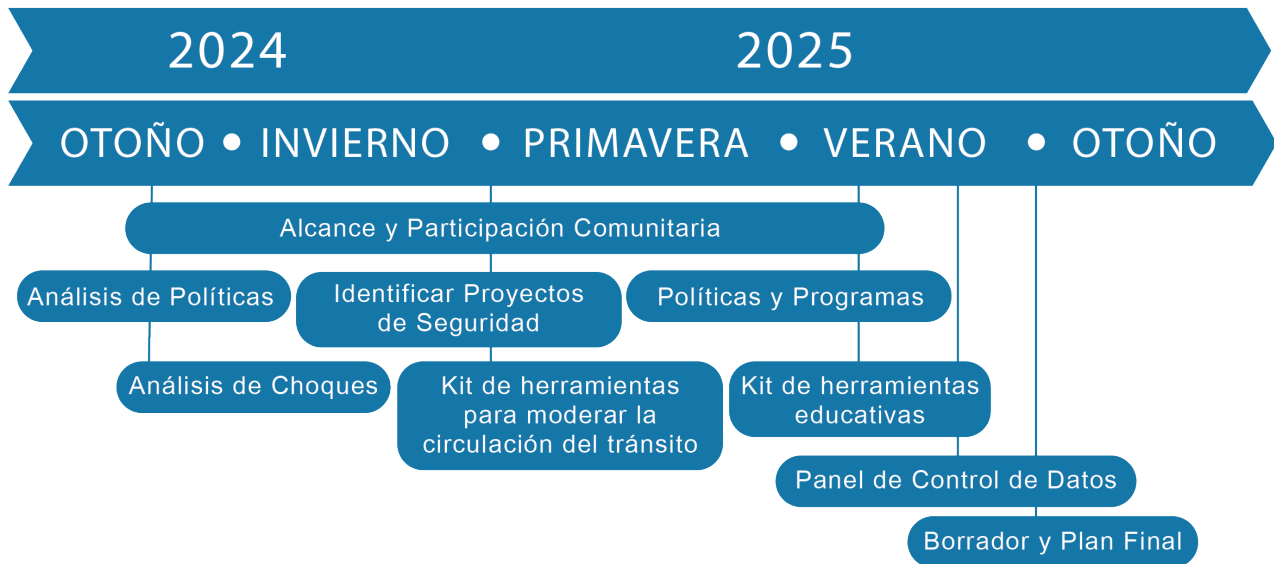 2024 2025
OTOÑO • INVIERNO • PRIMAVERA • VERANO • OTOÑO
Alcance y Participación Comunitaria
Análisis de Políticas
Identificar Proyectos
de Seguridad
Políticas y Programas
Análisis de Choques
Kit de herramientas
para moderar la
circulación del tránsito
Kit de herramientas
educativas
Panel de Control de Datos
Borrador y Plan Final